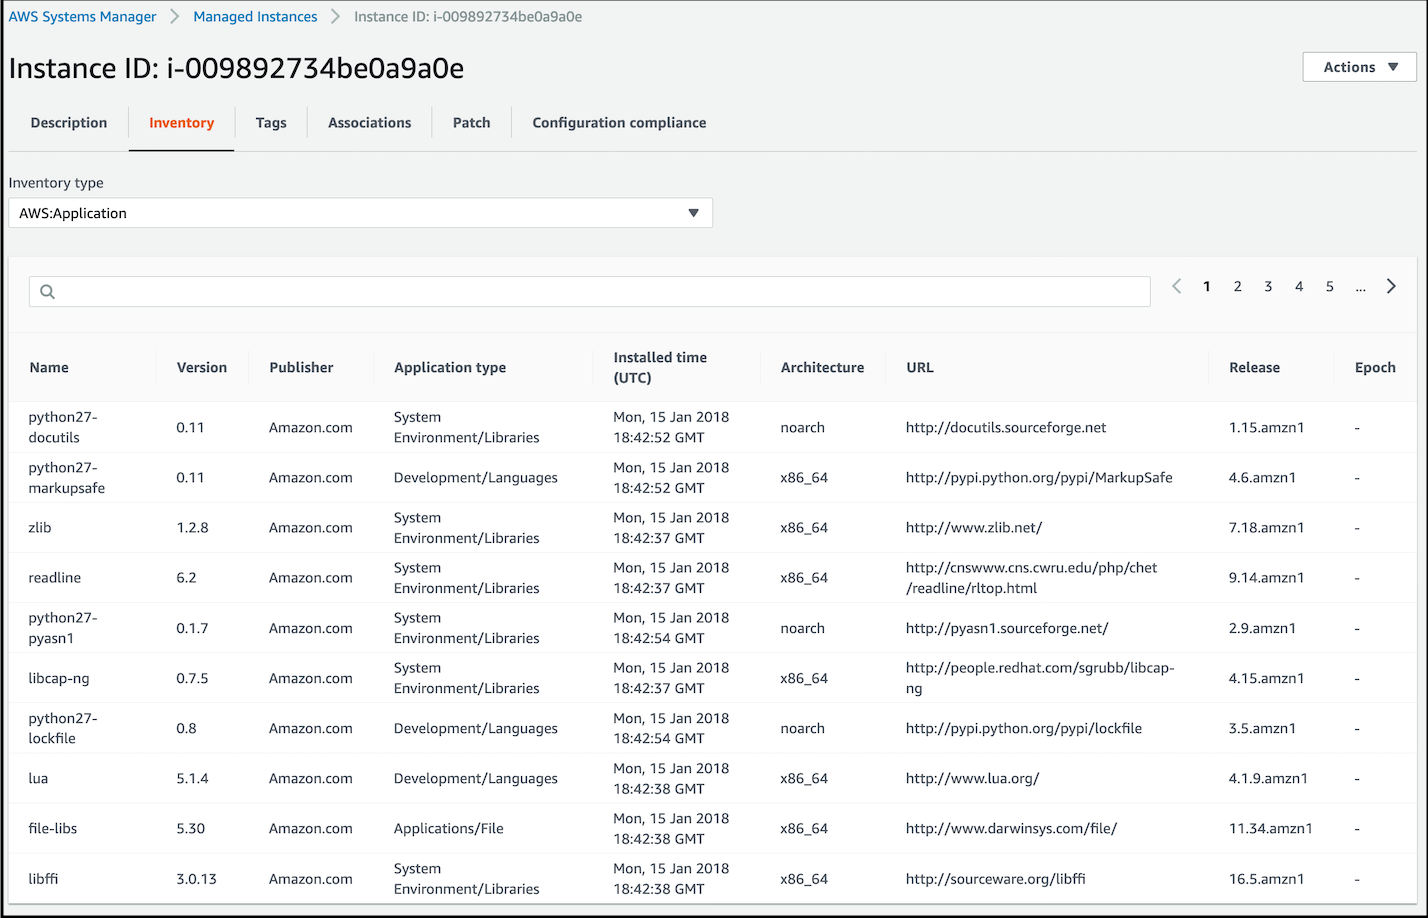 AWS Systems Manager > Managed Instances > Instance ID: i-009892734be0a9a0e
Instance ID: i-009892734be0a9a0e
Actions
Description Inventory Tags Associations Patch Configuration compliance
Inventory type
AWS:Application
1 2 3 4 5 ...
Name Version Publisher Application type Installed time (UTC) Architecture URL Release Epoch
python27-docutils 0.11 Amazon.com System Environment/Libraries Mon, 15 Jan 2018 18:42:52 GMT noarch http://docutils.sourceforge.net 1.15.amzn1 -
python27-markupsafe 0.11 Amazon.com Development/Languages Mon, 15 Jan 2018 18:42:52 GMT x86_64 http://pypi.python.org/pypi/MarkupSafe 4.6.amzn1 -
zlib 1.2.8 Amazon.com System Environment/Libraries Mon, 15 Jan 2018 18:42:37 GMT x86_64 http://www.zlib.net/ 7.18.amzn1 -
readline 6.2 Amazon.com System Environment/Libraries Mon, 15 Jan 2018 18:42:37 GMT x86_64 http://cnswww.cns.cwru.edu/php/chet/readline/rltop.html 9.14.amzn1 -
python27-pyasn1 0.1.7 Amazon.com System Environment/Libraries Mon, 15 Jan 2018 18:42:54 GMT noarch http://pyasn1.sourceforge.net/ 2.9.amzn1 -
libcap-ng 0.7.5 Amazon.com System Environment/Libraries Mon, 15 Jan 2018 18:42:37 GMT x86_64 http://people.redhat.com/sgrubb/libcap-ng 4.15.amzn1 -
python27-lockfile 0.8 Amazon.com Development/Languages Mon, 15 Jan 2018 18:42:54 GMT noarch http://pypi.python.org/pypi/lockfile 3.5.amzn1 -
lua 5.1.4 Amazon.com Development/Languages Mon, 15 Jan 2018 18:42:38 GMT x86_64 http://www.lua.org/ 4.1.9.amzn1 -
file-libs 5.30 Amazon.com Applications/File Mon, 15 Jan 2018 18:42:38 GMT x86_64 http://www.darwinsys.com/file/ 11.34.amzn1 -
libffi 3.0.13 Amazon.com System Environment/Libraries Mon, 15 Jan 2018 18:42:38 GMT x86_64 http://sourceware.org/libffi 16.5.amzn1 -